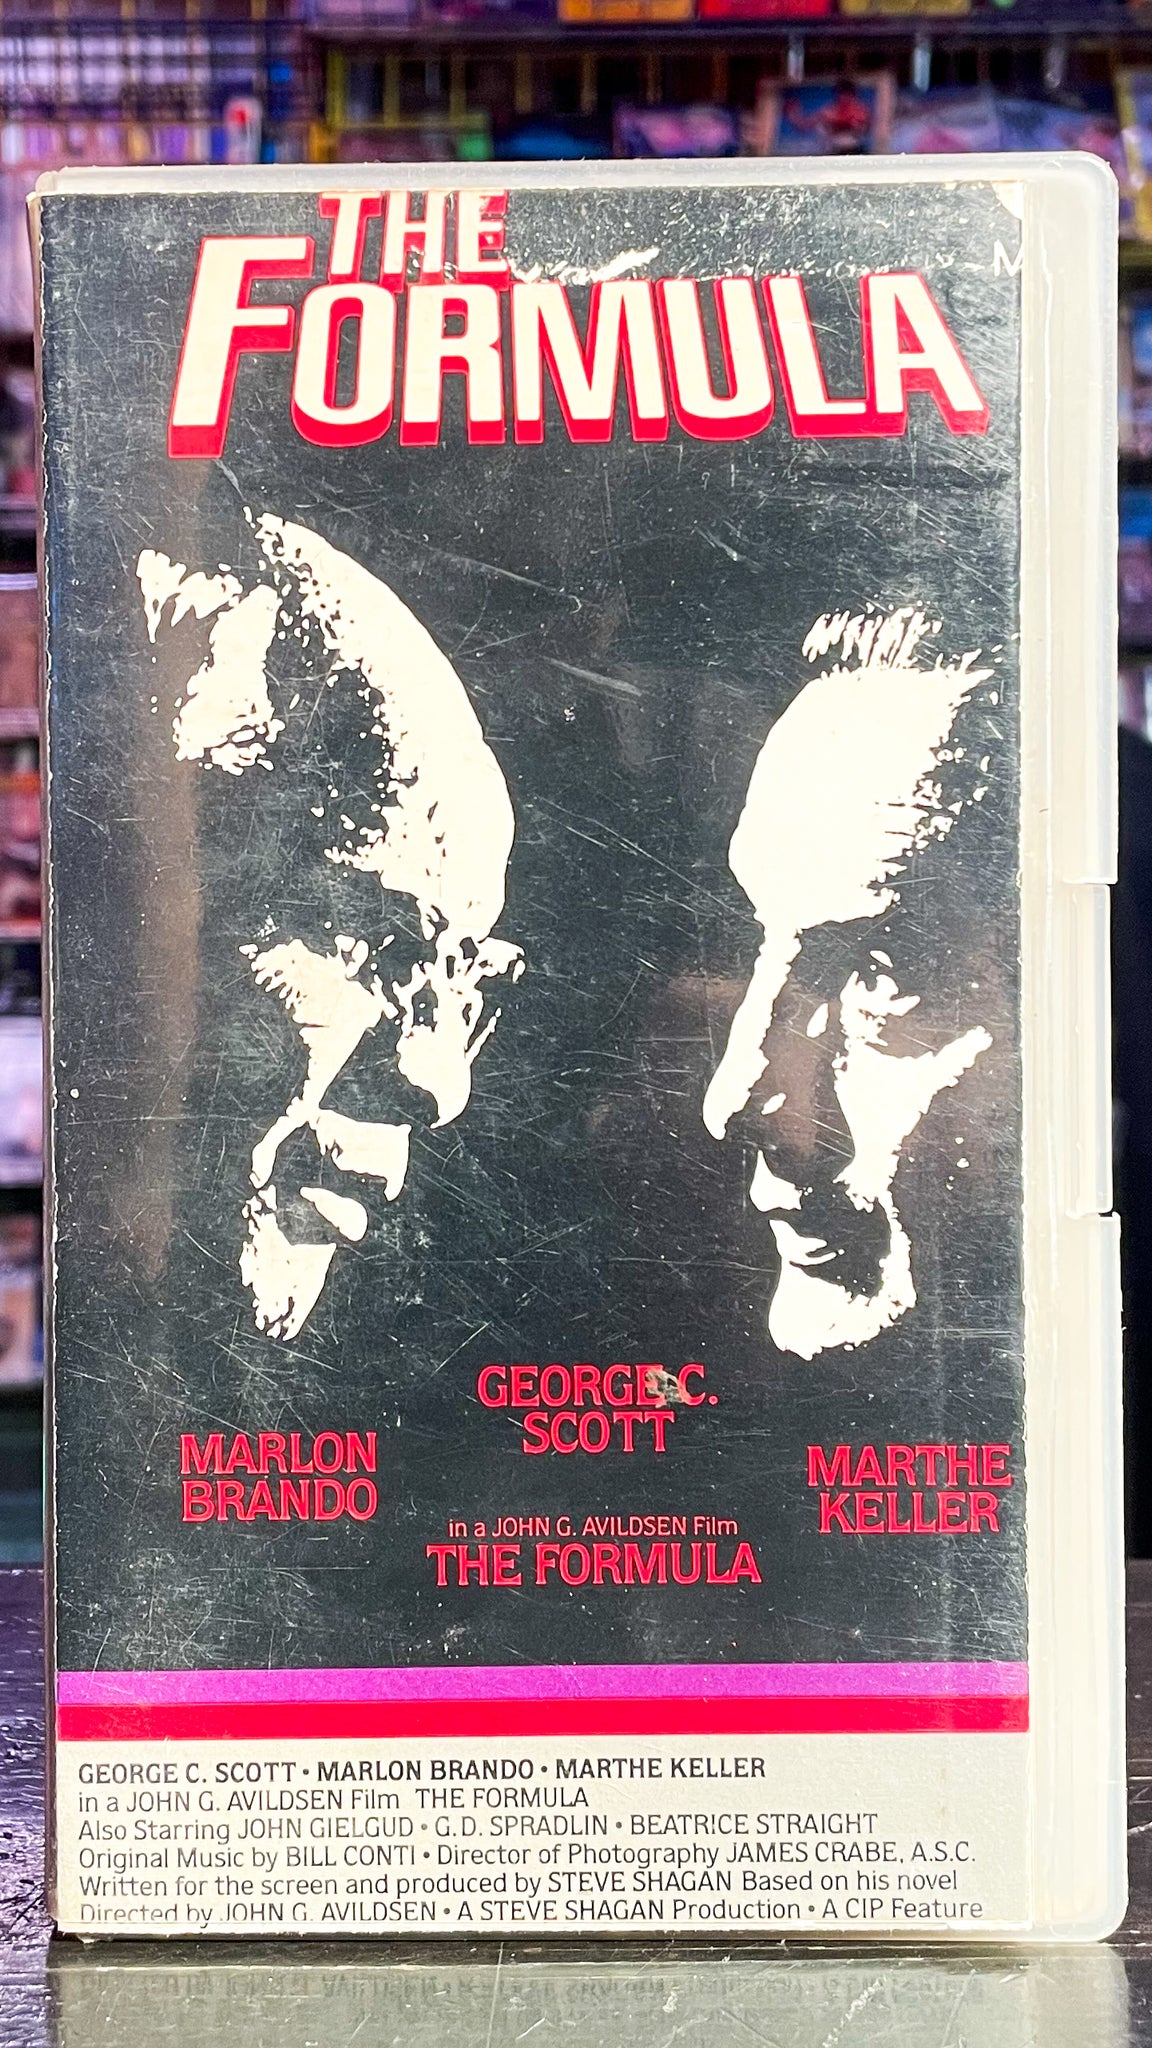 THE
FORMULA
M
GEORGE C.
SCOTT
MARLON
BRANDO
MARTHE
KELLER
in a JOHN G. AVILDSEN Film
THE FORMULA
GEORGE C. SCOTT • MARLON BRANDO • MARTHE KELLER
in a JOHN G. AVILDSEN Film THE FORMULA
Also Starring JOHN GIELGUD • G.D. SPRADLIN • BEATRICE STRAIGHT
Original Music by BILL CONTI • Director of Photography JAMES CRABE, A.S.C.
Written for the screen and produced by STEVE SHAGAN Based on his novel
Directed by JOHN G. AVILDSEN • A STEVE SHAGAN Production • A CIP Feature